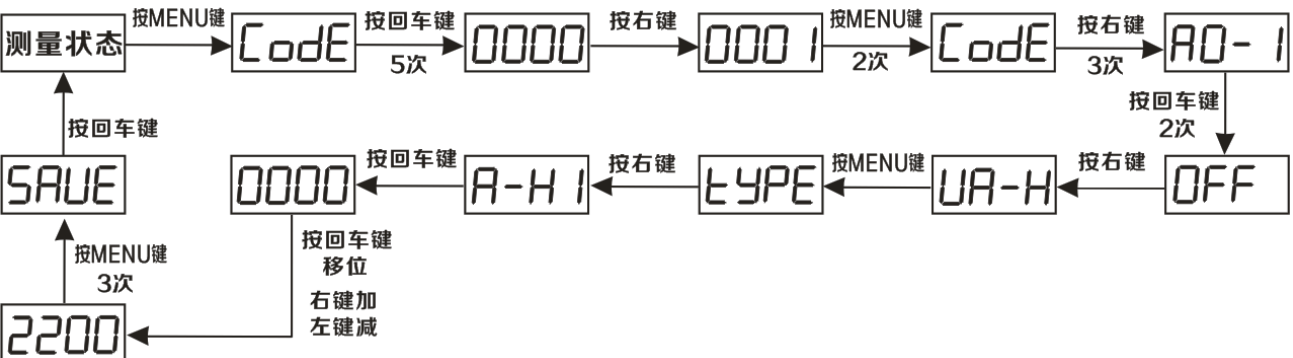 测量状态
按MENU键
CodE
按回车键
5次
0000
按右键
0001
按MENU键
2次
CodE
按右键
3次
AO-1
按回车键
2次
OFF
按右键
UA-H
按MENU键
tYPE
按右键
A-H1
按回车键
0000
按回车键
移位
右键加
左键减
2200
按MENU键
3次
SAVE
按回车键